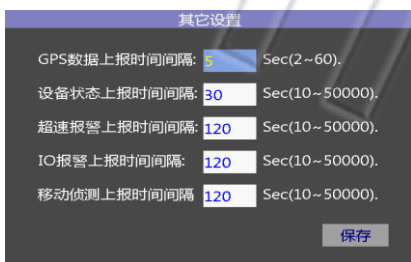 其它设置
GPS数据上报时间间隔: 5 Sec(2~60).
设备状态上报时间间隔: 30 Sec(10~50000).
超速报警上报时间间隔: 120 Sec(10~50000).
IO报警上报时间间隔: 120 Sec(10~50000).
移动侦测上报时间间隔 120 Sec(10~50000).
保存